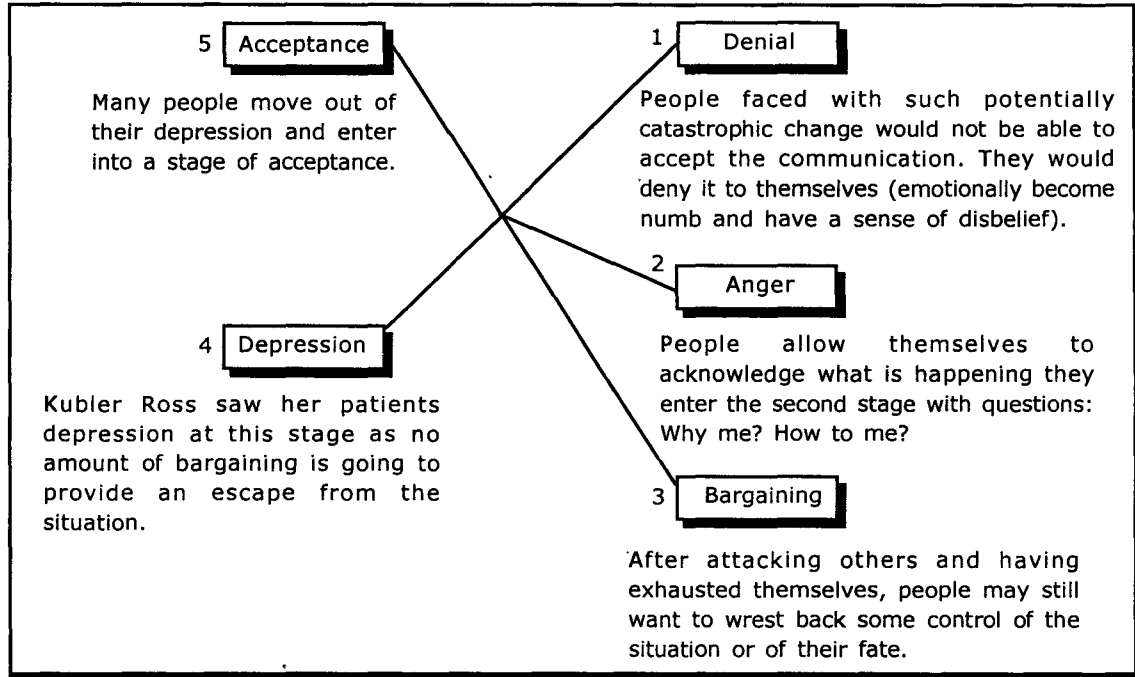 5 Acceptance
Many people move out of
their depression and enter
into a stage of acceptance.
1 Denial
People faced with such potentially
catastrophic change would not be able to
accept the communication. They would
deny it to themselves (emotionally become
numb and have a sense of disbelief).
2 Anger
People allow themselves to
acknowledge what is happening they
enter the second stage with questions:
Why me? How to me?
4 Depression
Kubler Ross saw her patients
depression at this stage as no
amount of bargaining is going to
provide an escape from the
situation.
3 Bargaining
After attacking others and having
exhausted themselves, people may still
want to wrest back some control of the
situation or of their fate.